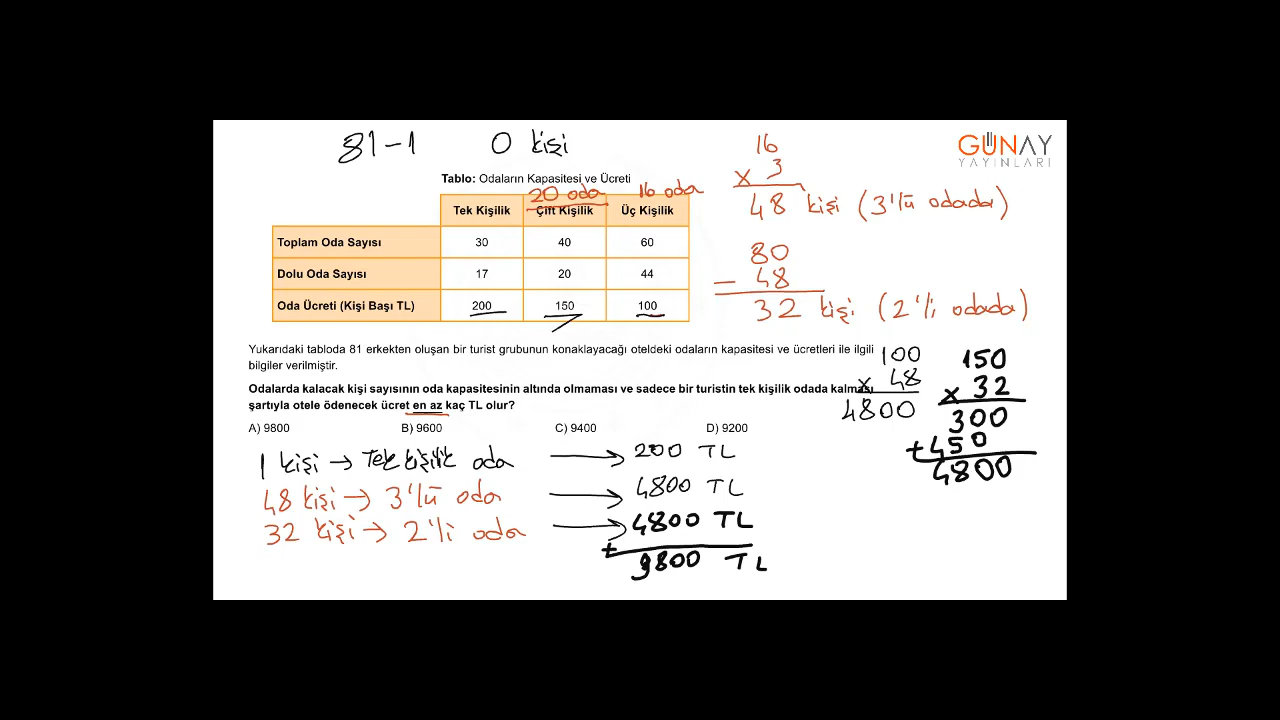 81-1 0 kişi
GÜNAY
YAYINLARI
Tablo: Odaların Kapasitesi ve Ücreti
20 oda 16 oda
Tek Kişilik Çift Kişilik Üç Kişilik
Toplam Oda Sayısı 30 40 60
Dolu Oda Sayısı 17 20 44
Oda Ücreti (Kişi Başı TL) 200 150 100
16
x 3
48 kişi (3'lü odada)
80
- 48
32 kişi (2'li odada)
Yukarıdaki tabloda 81 erkekten oluşan bir turist grubunun konaklayacağı oteldeki odaların kapasitesi ve ücretleri ile ilgili
bilgiler verilmiştir.
Odalarda kalacak kişi sayısının oda kapasitesinin altında olmaması ve sadece bir turistin tek kişilik odada kalması
şartıyla otele ödenecek ücret en az kaç TL olur?
A) 9800 B) 9600 C) 9400 D) 9200
100
x 48
4800
150
x 32
300
+450
4800
1 kişi → Tek kişilik oda → 200 TL
48 kişi → 3'lü oda → 4800 TL
32 kişi → 2'li oda → 4800 TL
+
9800 TL